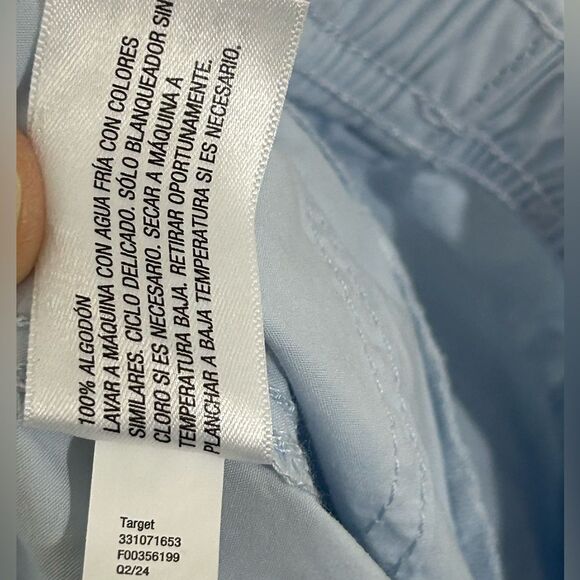 100% ALGODÓN
LAVAR A MÁQUINA CON AGUA FRÍA CON COLORES
SIMILARES. CICLO DELICADO. SÓLO BLANQUEADOR SIN
CLORO SI ES NECESARIO. SECAR A MÁQUINA A
TEMPERATURA BAJA. RETIRAR OPORTUNAMENTE.
PLANCHAR A BAJA TEMPERATURA SI ES NECESARIO.
Target
331071653
F00356199
Q2/24